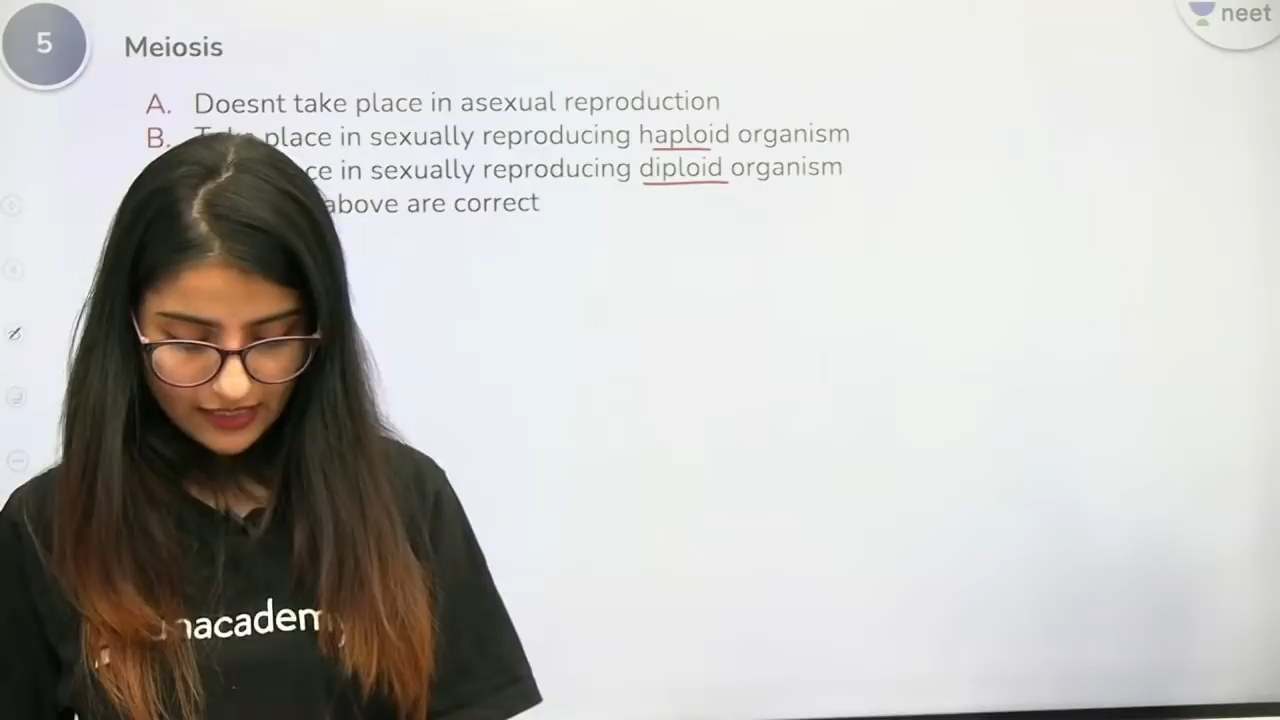 5
Meiosis
neet
A. Doesnt take place in asexual reproduction
B. place in sexually reproducing haploid organism
in sexually reproducing diploid organism
above are correct